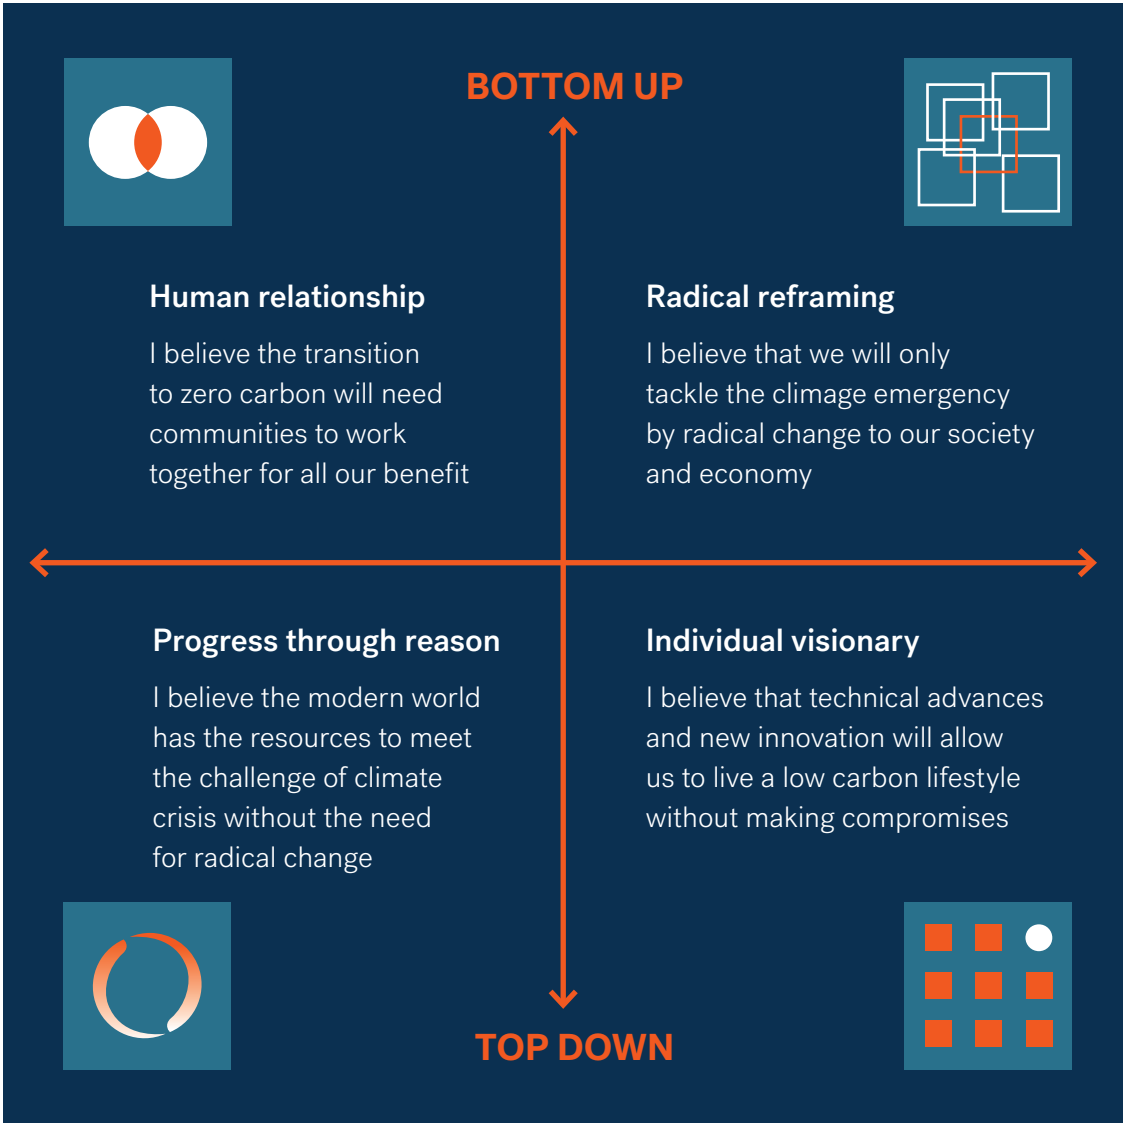 BOTTOM UP
Human relationship
I believe the transition
to zero carbon will need
communities to work
together for all our benefit
Radical reframing
I believe that we will only
tackle the climage emergency
by radical change to our society
and economy
Progress through reason
I believe the modern world
has the resources to meet
the challenge of climate
crisis without the need
for radical change
Individual visionary
I believe that technical advances
and new innovation will allow
us to live a low carbon lifestyle
without making compromises
TOP DOWN